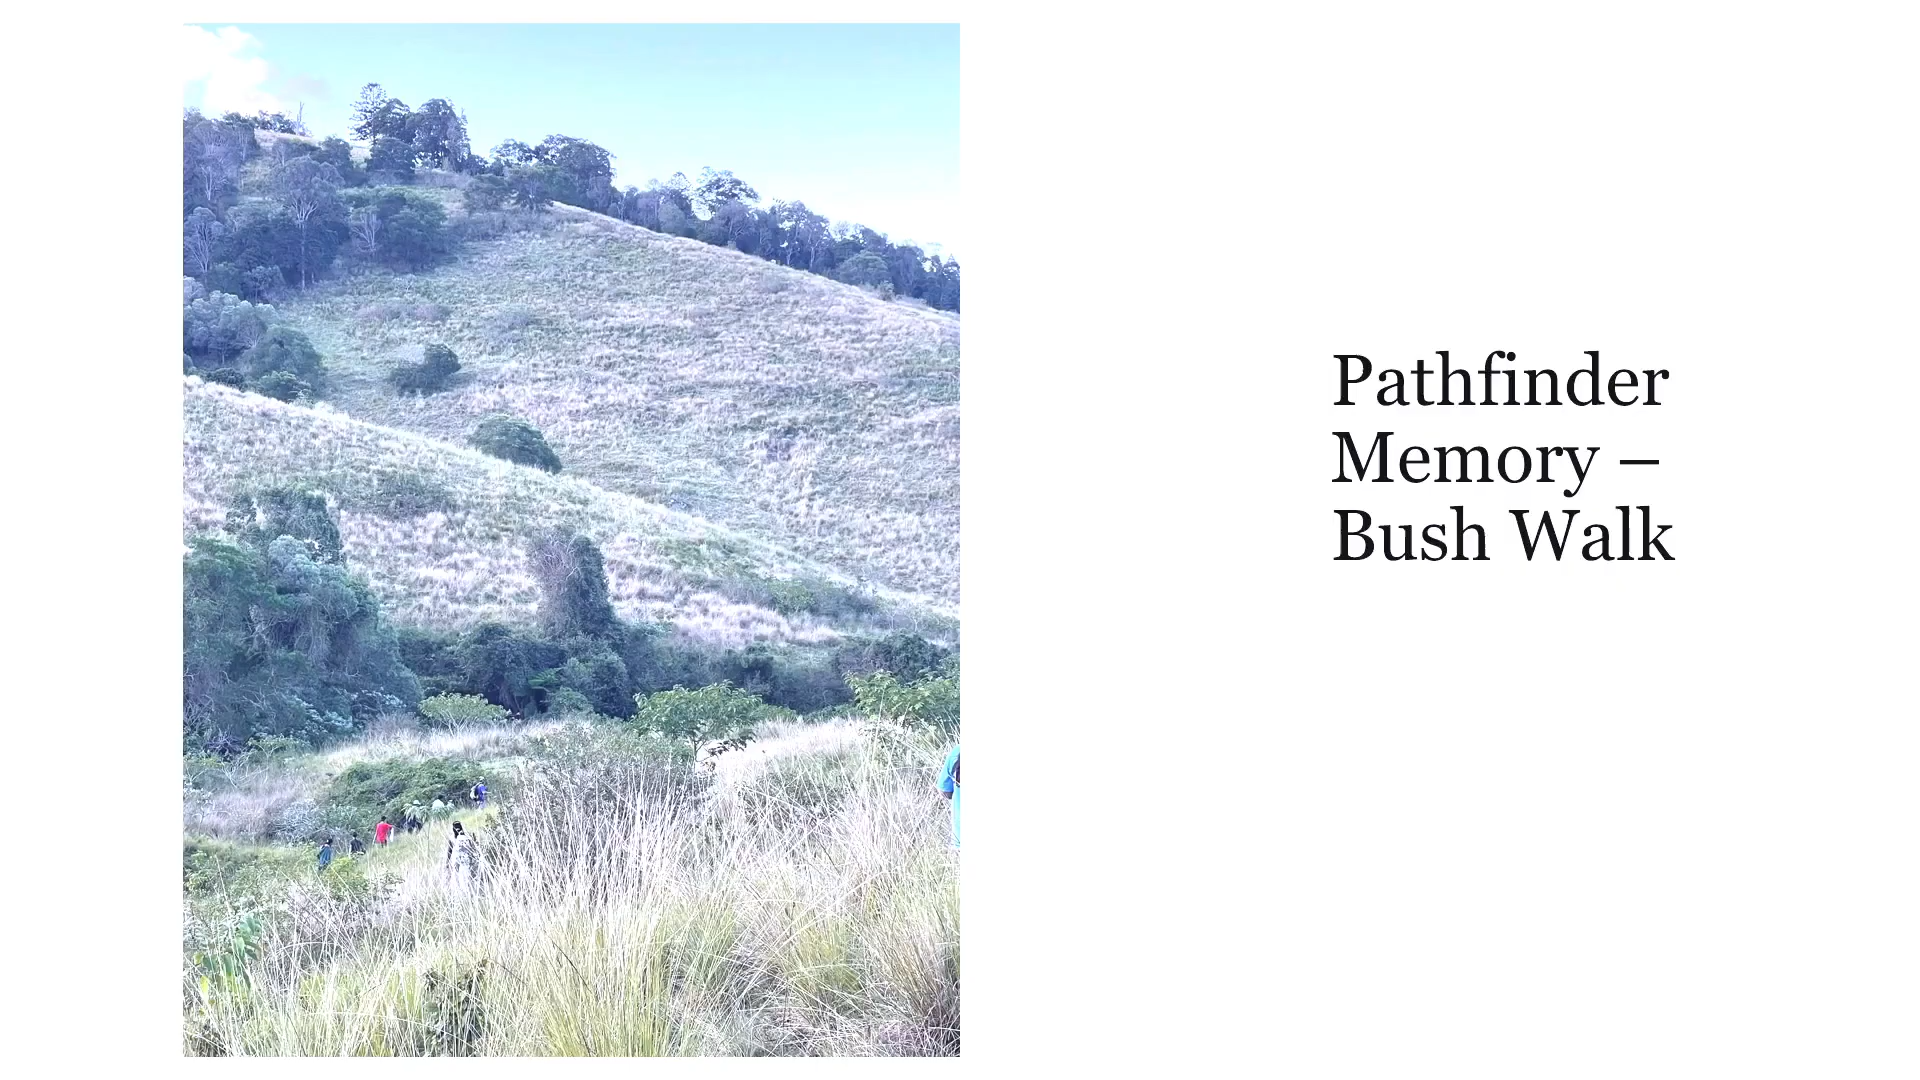 Pathfinder
Memory –
Bush Walk